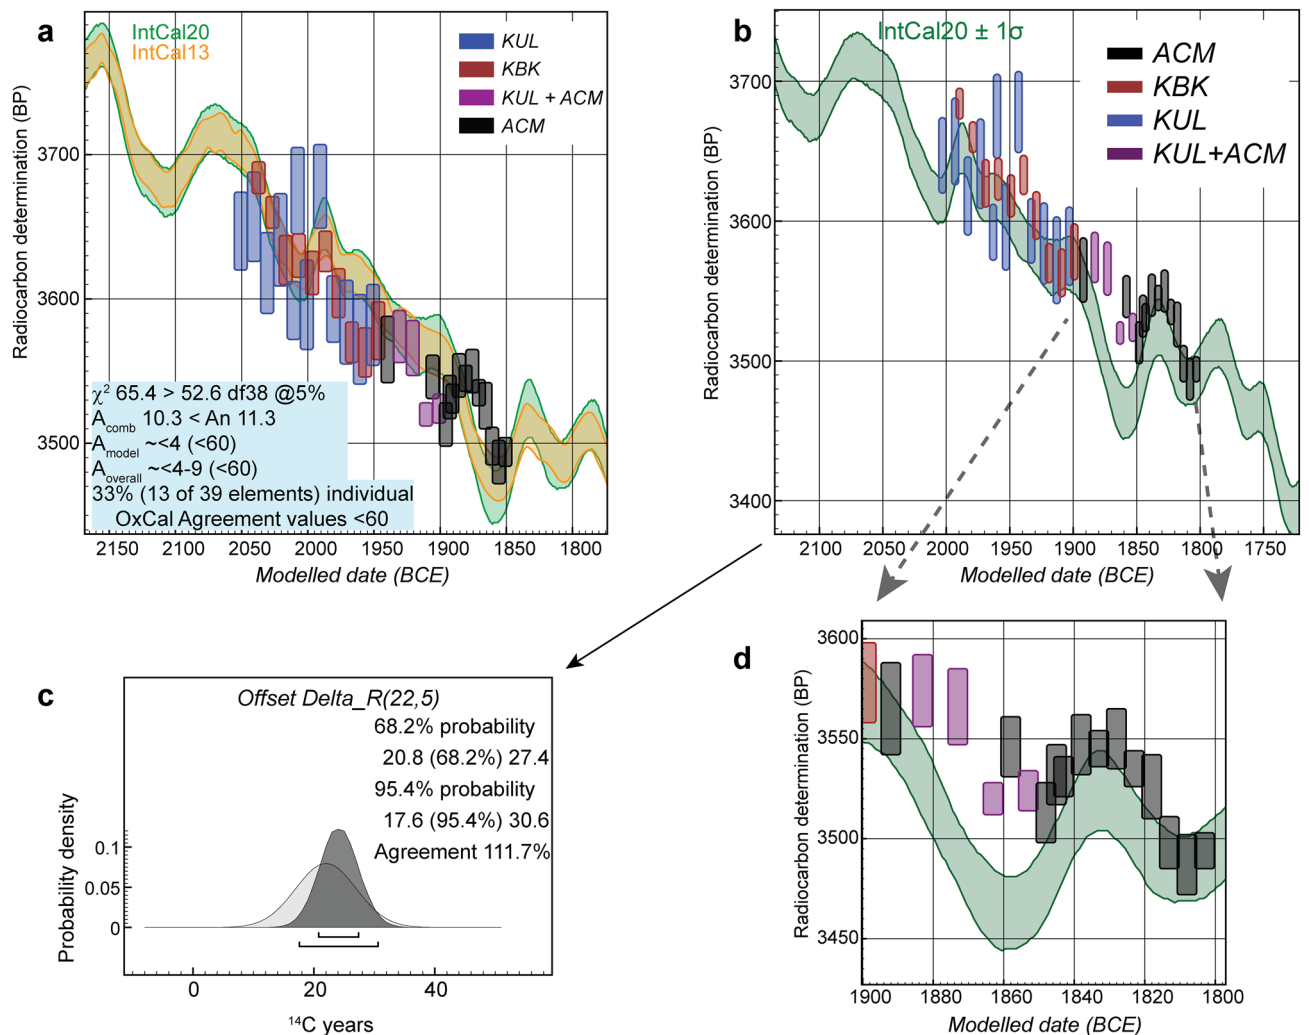 a
IntCal20
IntCal13
KUL
KBK
KUL + ACM
ACM
Radiocarbon determination (BP)
3700
3600
3500
χ² 65.4 > 52.6 df38 @5%
Acomb 10.3 < An 11.3
Amodel ~<4 (<60)
Aoverall ~<4-9 (<60)
33% (13 of 39 elements) individual
OxCal Agreement values <60
2150 2100 2050 2000 1950 1900 1850 1800
Modelled date (BCE)
b
IntCal20 ± 1σ
ACM
KBK
KUL
KUL+ACM
Radiocarbon determination (BP)
3700
3600
3500
3400
2100 2050 2000 1950 1900 1850 1800 1750
Modelled date (BCE)
c
Offset Delta_R(22,5)
68.2% probability
20.8 (68.2%) 27.4
95.4% probability
17.6 (95.4%) 30.6
Agreement 111.7%
Probability density
0.1
0.05
0
0 20 40
¹⁴C years
d
Radiocarbon determination (BP)
3600
3550
3500
3450
1900 1880 1860 1840 1820 1800
Modelled date (BCE)